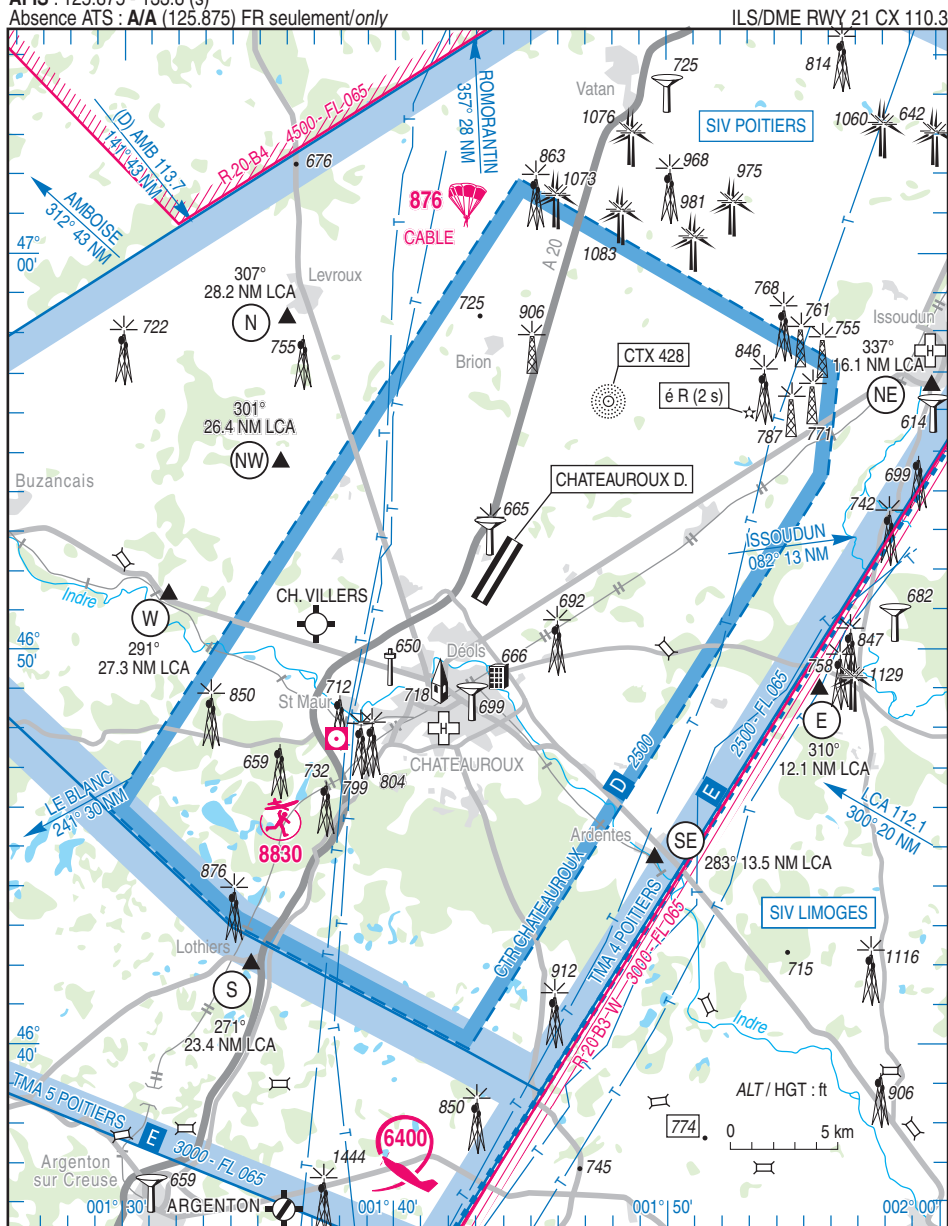 Absence ATS : A/A (125.875) FR seulement/only
ILS/DME RWY 21 CX 110.3
814
725
Vatan
1076
1060
642
SIV POITIERS
ROMORANTIN
357° 28 NM
(D) AMB 113.7
141° 43 NM
R-20-B4 4500 - FL 065
676
AMBOISE
312° 43 NM
863
1073
968
975
981
1083
876
CABLE
A 20
47°
00'
307°
28.2 NM LCA
N
Levroux
755
722
725
906
Brion
768
761
755
Issoudun
337°
16.1 NM LCA
NE
614
CTX 428
846
é R (2 s)
787
771
301°
26.4 NM LCA
NW
Buzancais
CHATEAUROUX D.
665
699
742
ISSOUDUN
082° 13 NM
Indre
W
291°
27.3 NM LCA
CH. VILLERS
692
682
46°
50'
650
Déols
666
847
758
1129
E
310°
12.1 NM LCA
850
St Maur
712
718
699
CHATEAUROUX
659
732
799
804
D 2500
E 2500 - FL 065
LE BLANC
241° 30 NM
8830
LCA 112.1
300° 20 NM
Ardentes
SE
283° 13.5 NM LCA
876
CTR CHATEAUROUX
TMA 4 POITIERS
R-20-B3-W 3000-FL 065
SIV LIMOGES
Lothiers
S
271°
23.4 NM LCA
912
715
1116
Indre
46°
40'
TMA 5 POITIERS
E 3000 - FL 065
850
ALT / HGT : ft
906
774
0 5 km
6400
745
Argenton
sur Creuse
659
1444
ARGENTON
001° 30'
001° 40'
001° 50'
002° 00'